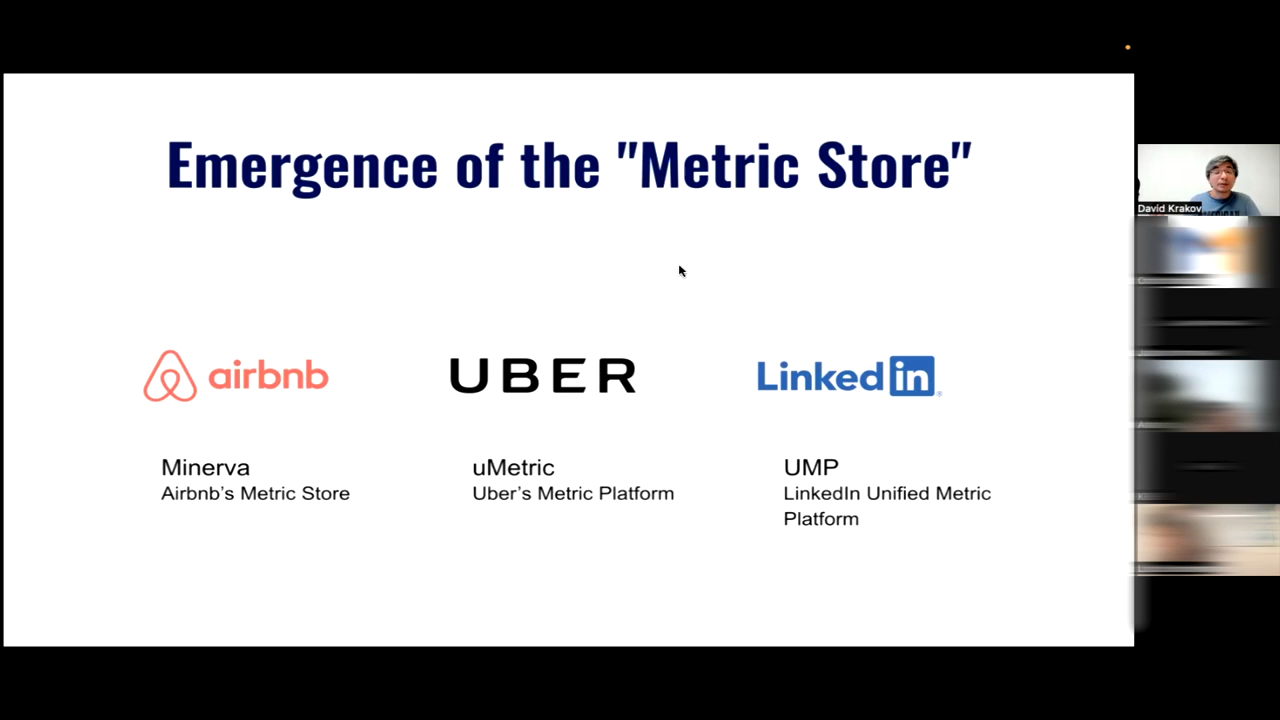 Emergence of the "Metric Store"
airbnb
UBER
Linkedin
Minerva
Airbnb's Metric Store
uMetric
Uber's Metric Platform
UMP
LinkedIn Unified Metric
Platform
David Krakov